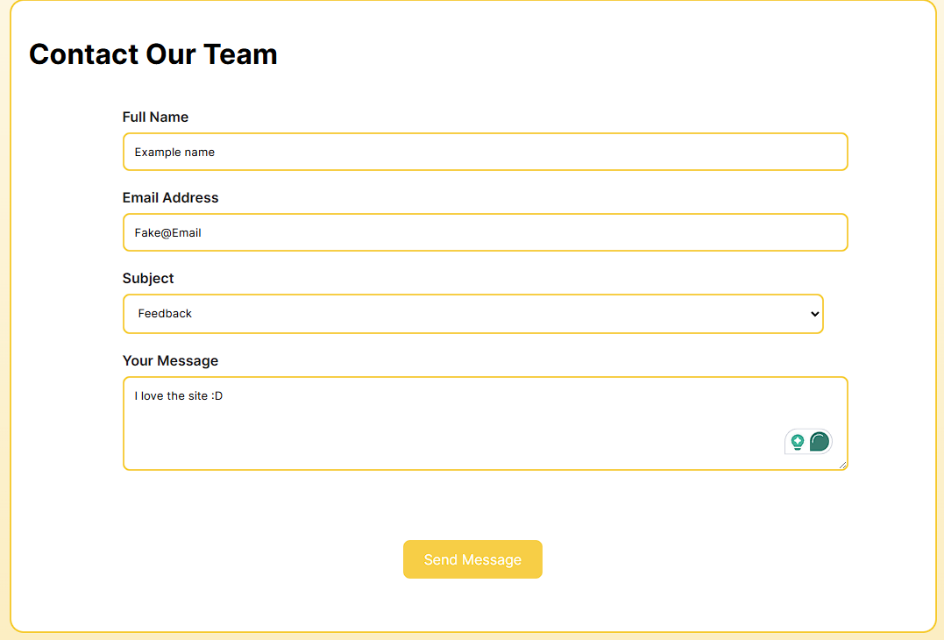 Contact Our Team
Full Name
Example name
Email Address
Fake@Email
Subject
Feedback
Your Message
I love the site :D
Send Message